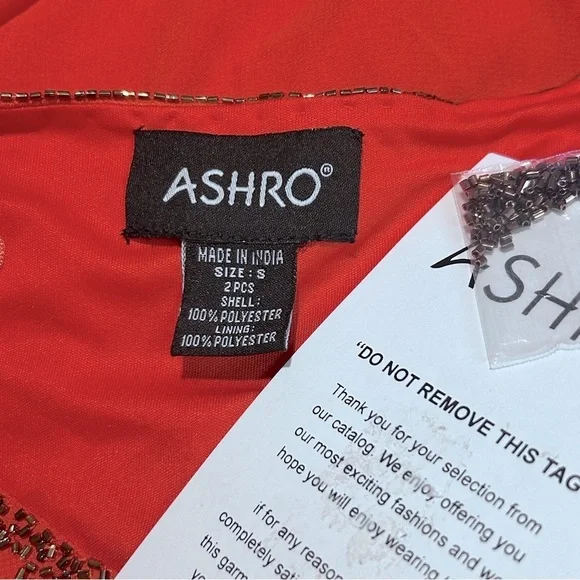 ASHRO®
MADE IN INDIA
SIZE: S
2 PCS
SHELL:
100% POLYESTER
LINING:
100% POLYESTER
ASH
"DO NOT REMOVE THIS TAG
Thank you for your selection from
our catalog. We enjoy offering you
our most exciting fashions and we
hope you will enjoy wearing
if for any reason
completely
this garm